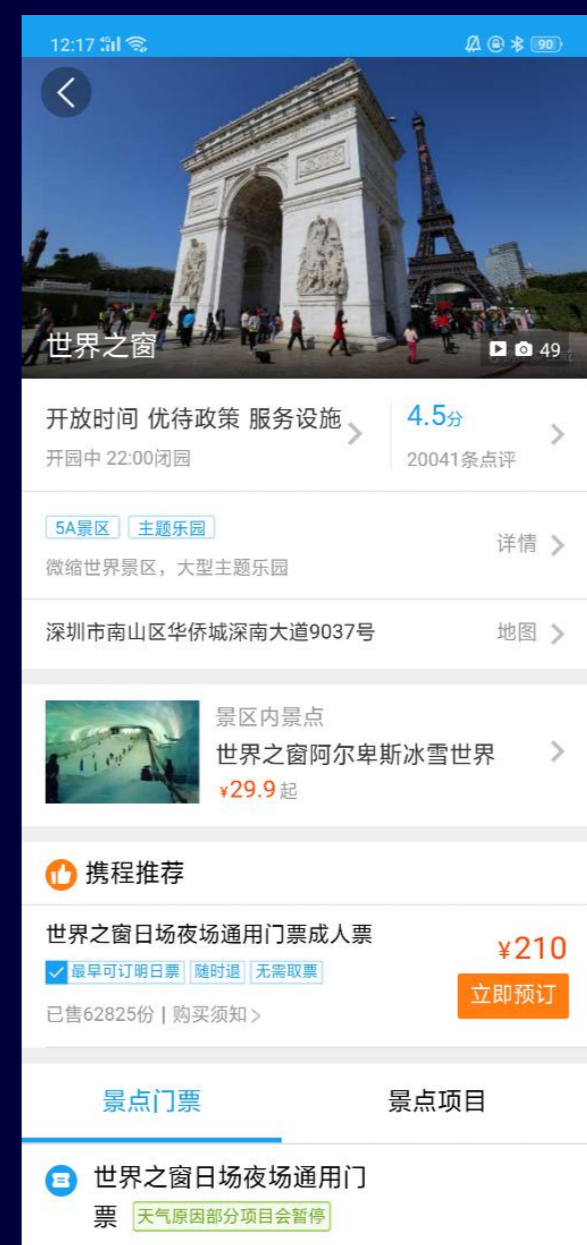 12:17
90
世界之窗
49
开放时间 优待政策 服务设施
4.5分
开园中 22:00闭园
20041条点评
5A景区 主题乐园
详情
微缩世界景区，大型主题乐园
深圳市南山区华侨城深南大道9037号
地图
景区内景点
世界之窗阿尔卑斯冰雪世界
¥29.9起
携程推荐
世界之窗日场夜场通用门票成人票
¥210
最早可订明日票 随时退 无需取票
立即预订
已售62825份 | 购买须知 >
景点门票
景点项目
世界之窗日场夜场通用门
票 天气原因部分项目会暂停